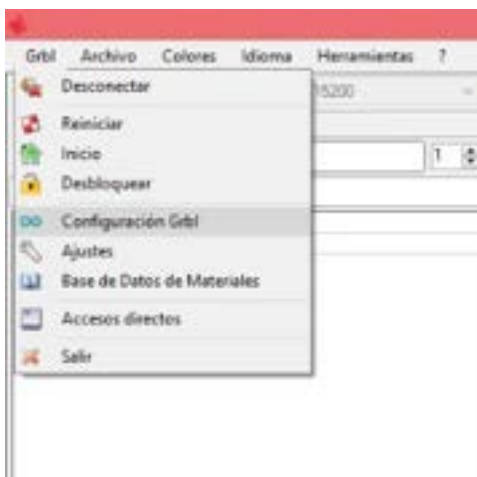 Grbl Archivo Colores Idioma Herramientas ?
Desconectar
15200
Reiniciar
Inicio
1
Desbloquear
Configuración Grbl
Ajustes
Base de Datos de Materiales
Accesos directos
Salir